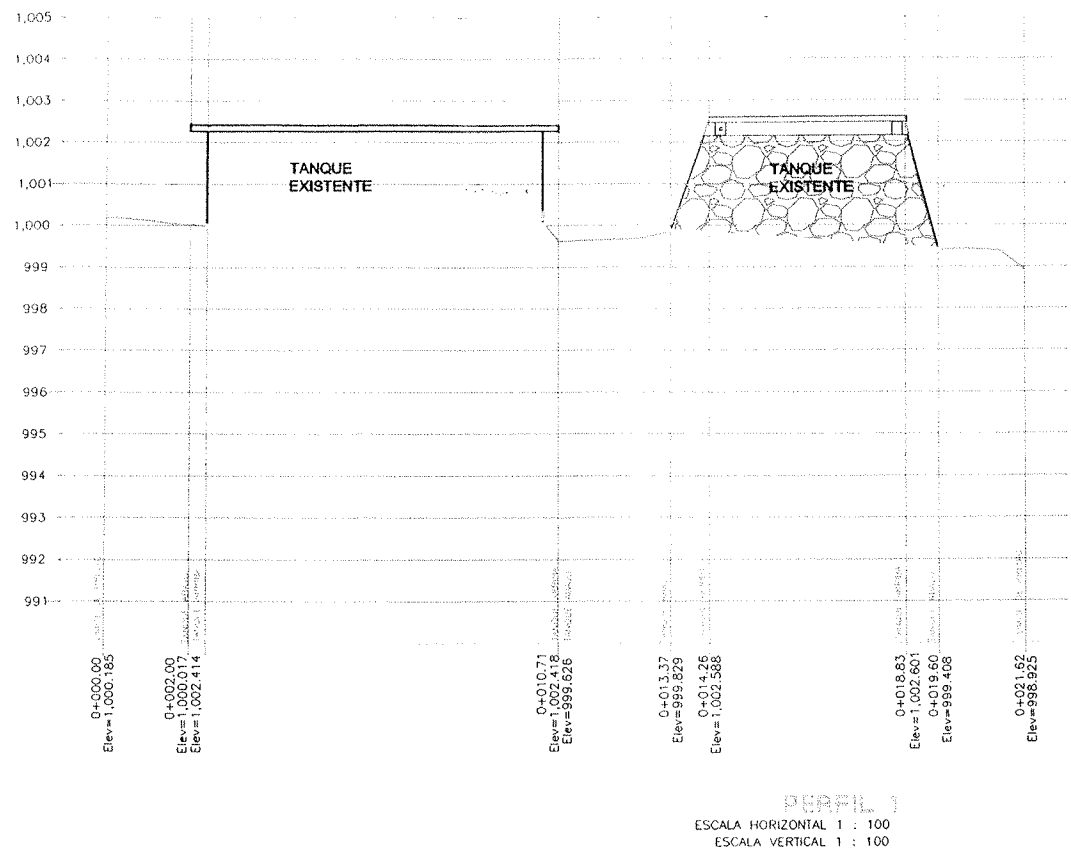 1,005
1,004
1,003
1,002
1,001
1,000
999
998
997
996
995
994
993
992
991
TANQUE
EXISTENTE
TANQUE
EXISTENTE
0+000.00
Elev=1,000.185
0+002.00
Elev=1,000.017
Elev=1,002.414
0+010.71
Elev=1,002.418
Elev=999.626
0+013.37
Elev=999.829
0+014.26
Elev=1,002.588
0+018.83
Elev=1,002.601
0+019.60
Elev=999.408
0+021.62
Elev=998.925
PERFIL 1
ESCALA HORIZONTAL 1 : 100
ESCALA VERTICAL 1 : 100